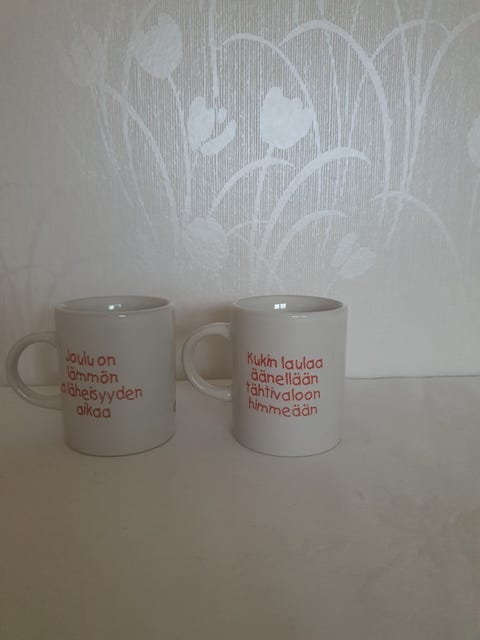 Joulu on
lämmön
a läheisyyden
aikaa
Kukin laulaa
äänellään
tähtivaloon
himmeään